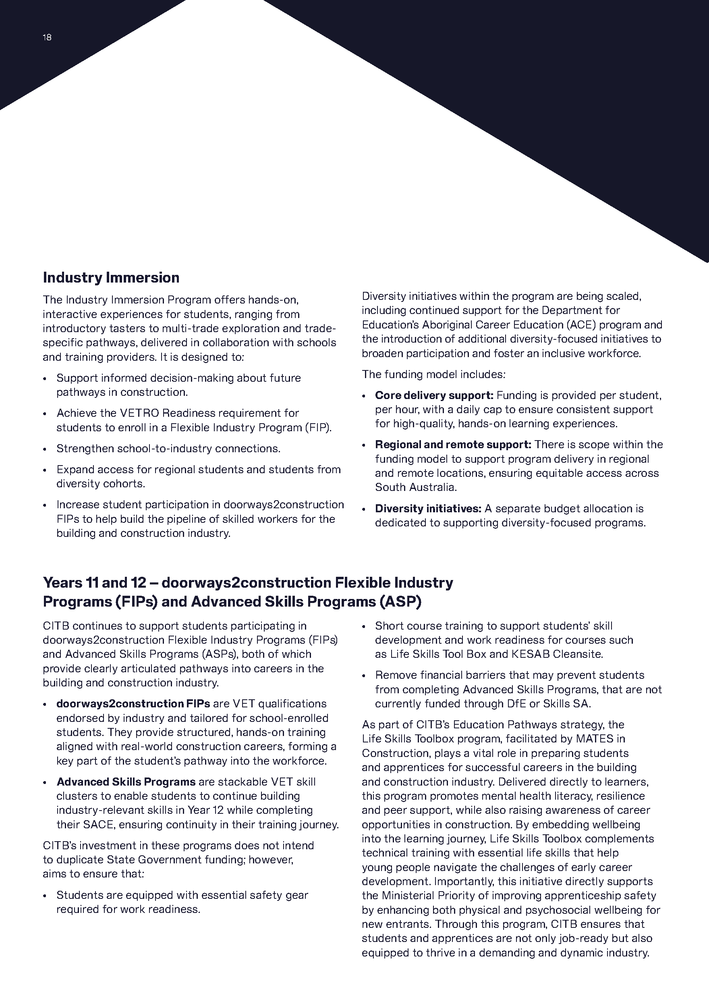 18
Industry Immersion
The Industry Immersion Program offers hands-on,
interactive experiences for students, ranging from
introductory tasters to multi-trade exploration and trade-
specific pathways, delivered in collaboration with schools
and training providers. It is designed to:
• Support informed decision-making about future
pathways in construction.
• Achieve the VETRO Readiness requirement for
students to enroll in a Flexible Industry Program (FIP).
• Strengthen school-to-industry connections.
• Expand access for regional students and students from
diversity cohorts.
• Increase student participation in doorways2construction
FIPs to help build the pipeline of skilled workers for the
building and construction industry.
Diversity initiatives within the program are being scaled,
including continued support for the Department for
Education’s Aboriginal Career Education (ACE) program and
the introduction of additional diversity-focused initiatives to
broaden participation and foster an inclusive workforce.
The funding model includes:
• Core delivery support: Funding is provided per student,
per hour, with a daily cap to ensure consistent support
for high-quality, hands-on learning experiences.
• Regional and remote support: There is scope within the
funding model to support program delivery in regional
and remote locations, ensuring equitable access across
South Australia.
• Diversity initiatives: A separate budget allocation is
dedicated to supporting diversity-focused programs.
Years 11 and 12 – doorways2construction Flexible Industry
Programs (FIPs) and Advanced Skills Programs (ASP)
CITB continues to support students participating in
doorways2construction Flexible Industry Programs (FIPs)
and Advanced Skills Programs (ASPs), both of which
provide clearly articulated pathways into careers in the
building and construction industry.
• doorways2construction FIPs are VET qualifications
endorsed by industry and tailored for school-enrolled
students. They provide structured, hands-on training
aligned with real-world construction careers, forming a
key part of the student’s pathway into the workforce.
• Advanced Skills Programs are stackable VET skill
clusters to enable students to continue building
industry-relevant skills in Year 12 while completing
their SACE, ensuring continuity in their training journey.
CITB’s investment in these programs does not intend
to duplicate State Government funding; however,
aims to ensure that:
• Students are equipped with essential safety gear
required for work readiness.
• Short course training to support students’ skill
development and work readiness for courses such
as Life Skills Tool Box and KESAB Cleansite.
• Remove financial barriers that may prevent students
from completing Advanced Skills Programs, that are not
currently funded through DfE or Skills SA.
As part of CITB’s Education Pathways strategy, the
Life Skills Toolbox program, facilitated by MATES in
Construction, plays a vital role in preparing students
and apprentices for successful careers in the building
and construction industry. Delivered directly to learners,
this program promotes mental health literacy, resilience
and peer support, while also raising awareness of career
opportunities in construction. By embedding wellbeing
into the learning journey, Life Skills Toolbox complements
technical training with essential life skills that help
young people navigate the challenges of early career
development. Importantly, this initiative directly supports
the Ministerial Priority of improving apprenticeship safety
by enhancing both physical and psychosocial wellbeing for
new entrants. Through this program, CITB ensures that
students and apprentices are not only job-ready but also
equipped to thrive in a demanding and dynamic industry.